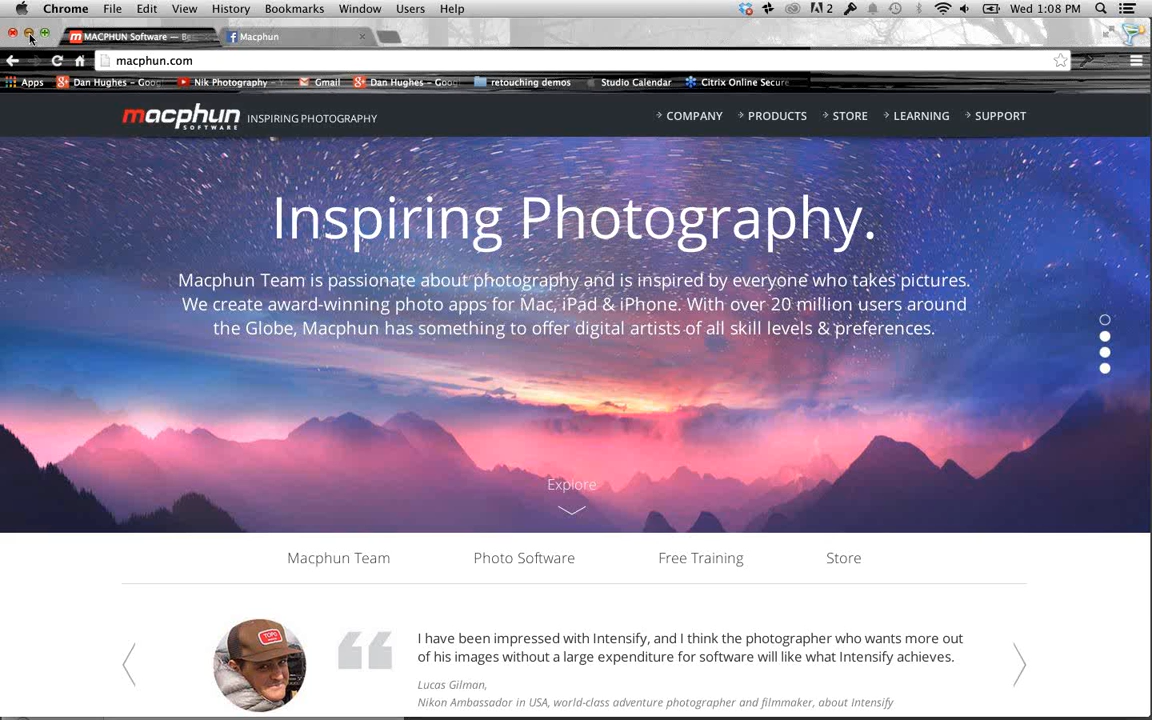 Chrome File Edit View History Bookmarks Window Users Help 2 Wed 1:08 PM
MACPHUN Software — Be Macphun
macphun.com
Apps Dan Hughes - Goog Nik Photography - Y Gmail Dan Hughes - Goog retouching demos Studio Calendar Citrix Online Secure
macphun SOFTWARE INSPIRING PHOTOGRAPHY COMPANY PRODUCTS STORE LEARNING SUPPORT
Inspiring Photography.
Macphun Team is passionate about photography and is inspired by everyone who takes pictures.
We create award-winning photo apps for Mac, iPad & iPhone. With over 20 million users around
the Globe, Macphun has something to offer digital artists of all skill levels & preferences.
Explore
Macphun Team Photo Software Free Training Store
TOPO
I have been impressed with Intensify, and I think the photographer who wants more out
of his images without a large expenditure for software will like what Intensify achieves.
Lucas Gilman,
Nikon Ambassador in USA, world-class adventure photographer and filmmaker, about Intensify